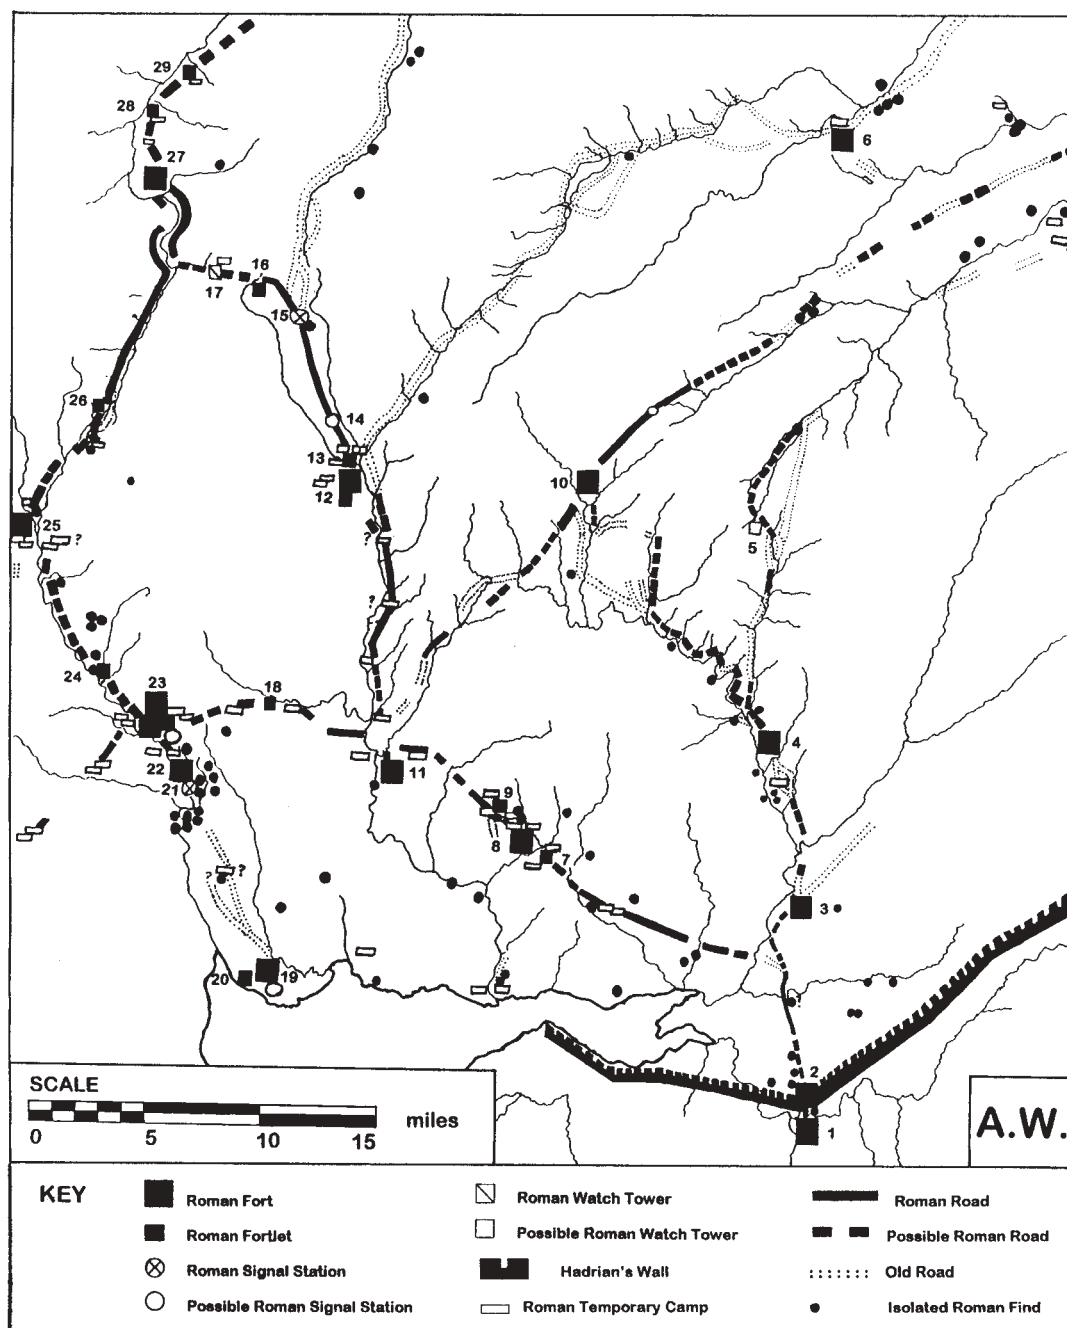 29
28
27
6
16
17
15
26
14
13
12
10
5
25
?
?
?
24
23
18
4
22
11
21
9
8
7
?
?
3
20
19
?
2
1
SCALE
0 5 10 15 miles
A.W.
KEY
Roman Fort
Roman Fortlet
Roman Signal Station
Possible Roman Signal Station
Roman Watch Tower
Possible Roman Watch Tower
Hadrian's Wall
Roman Temporary Camp
Roman Road
Possible Roman Road
Old Road
Isolated Roman Find